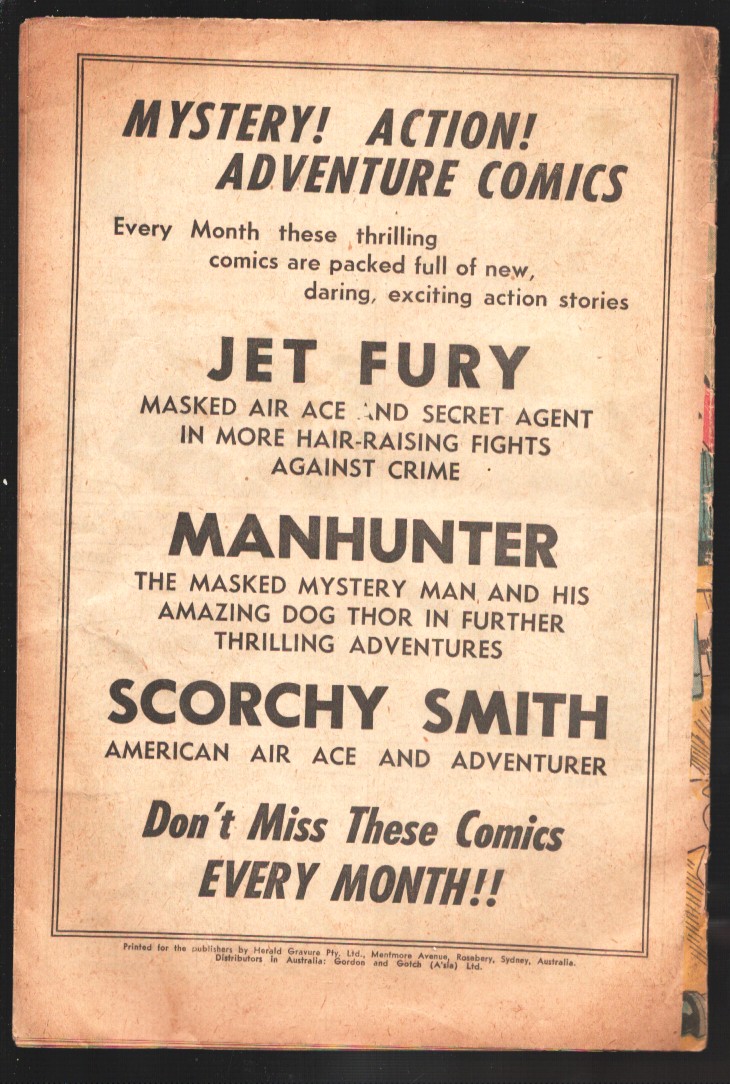 MYSTERY! ACTION!
ADVENTURE COMICS
Every Month these thrilling
comics are packed full of new,
daring, exciting action stories
JET FURY
MASKED AIR ACE AND SECRET AGENT
IN MORE HAIR-RAISING FIGHTS
AGAINST CRIME
MANHUNTER
THE MASKED MYSTERY MAN AND HIS
AMAZING DOG THOR IN FURTHER
THRILLING ADVENTURES
SCORCHY SMITH
AMERICAN AIR ACE AND ADVENTURER
Don't Miss These Comics
EVERY MONTH!!
Printed for the publishers by Herald Gravure Pty. Ltd., Mentmore Avenue, Rosebery, Sydney, Australia.
Distributors in Australia: Gordon and Gotch (A'sia) Ltd.